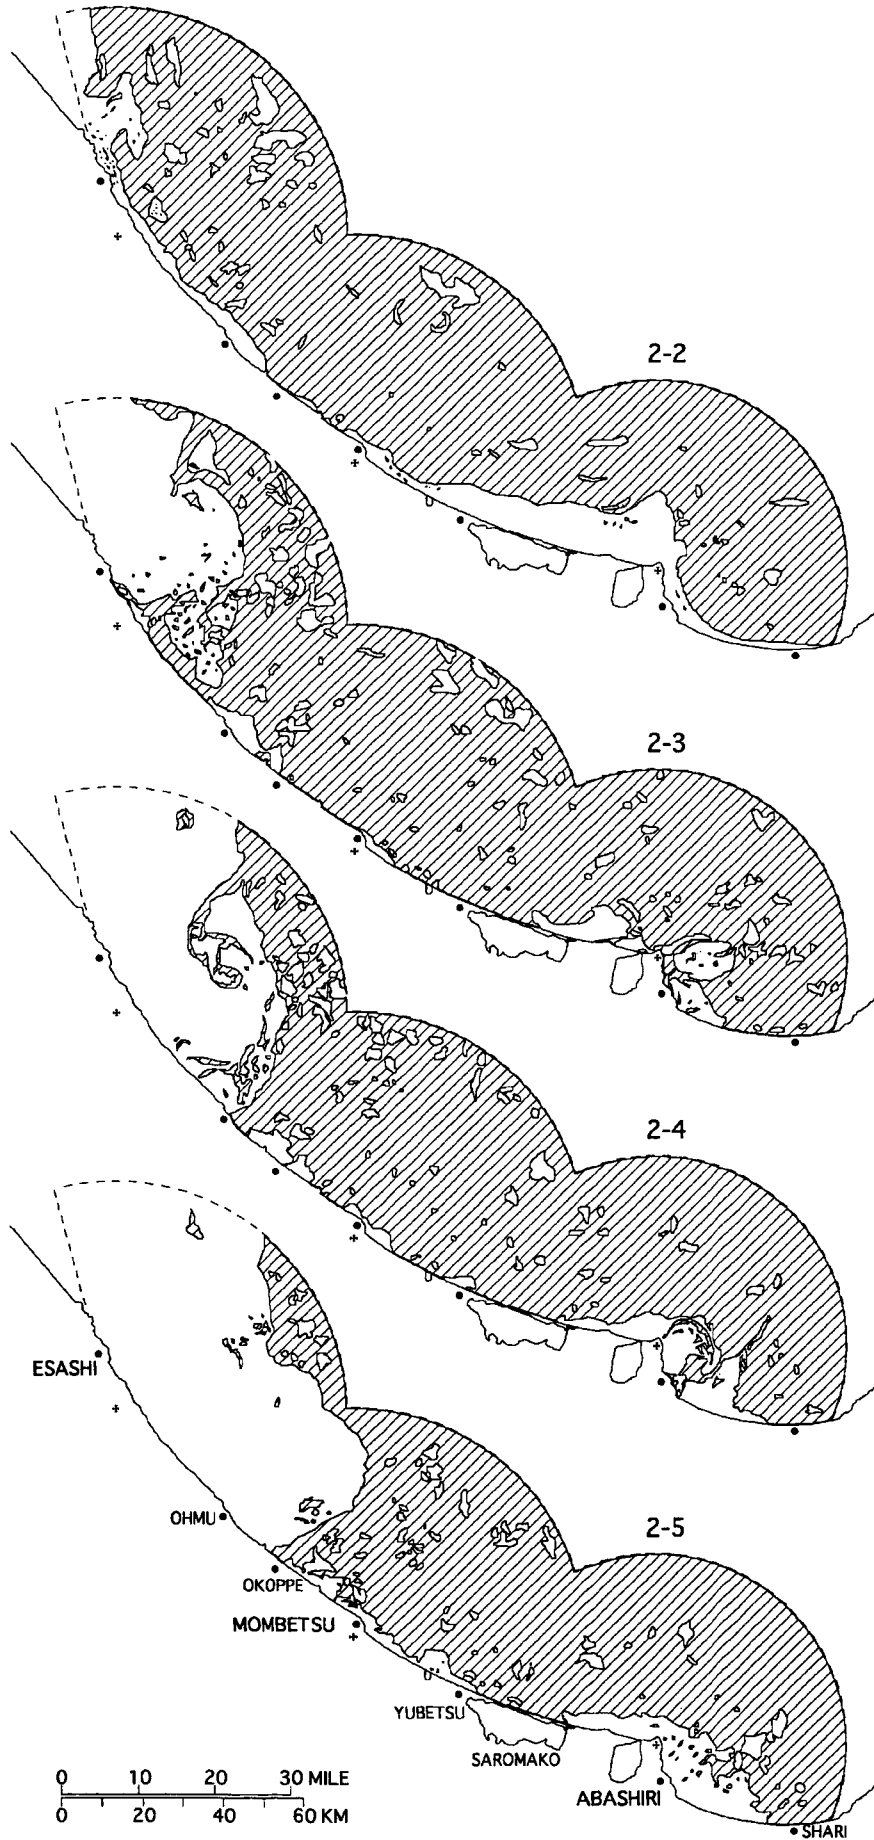 2-2
2-3
2-4
2-5
ESASHI
OHMU
OKOPPE
MOMBETSU
YUBETSU
SAROMAKO
ABASHIRI
SHARI
0 10 20 30 MILE
0 20 40 60 KM